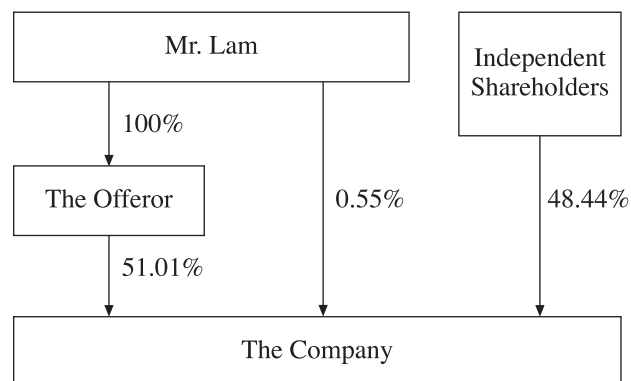 Mr. Lam
Independent
Shareholders
100%
The Offeror
0.55%
48.44%
51.01%
The Company